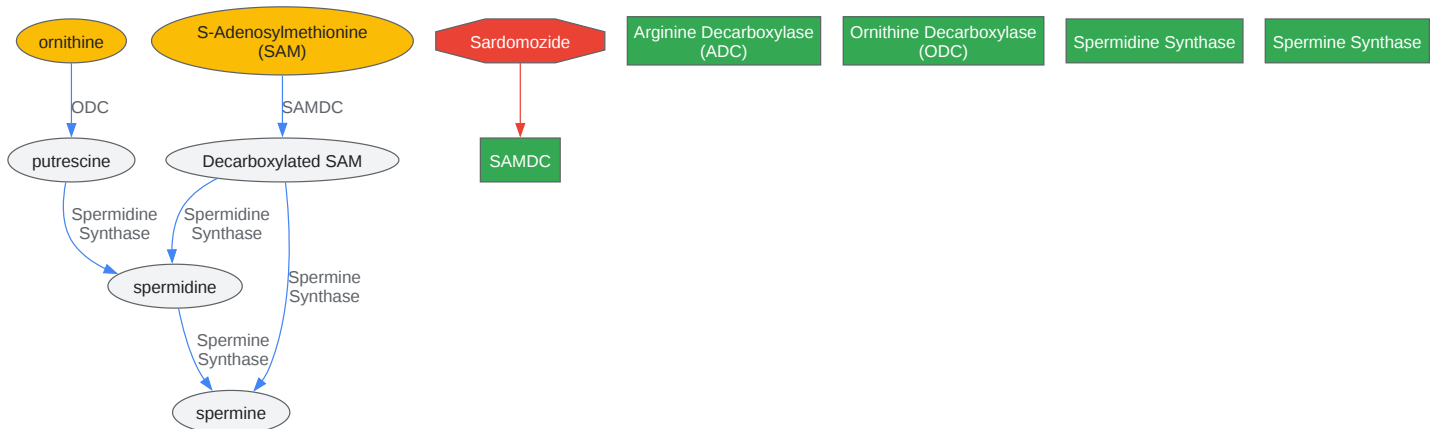 ornithine
S-Adenosylmethionine
(SAM)
Sardomozide
Arginine Decarboxylase
(ADC)
Ornithine Decarboxylase
(ODC)
Spermidine Synthase
Spermine Synthase
ODC
SAMDC
putrescine
Decarboxylated SAM
SAMDC
Spermidine
Synthase
Spermidine
Synthase
spermidine
Spermine
Synthase
Spermine
Synthase
spermine